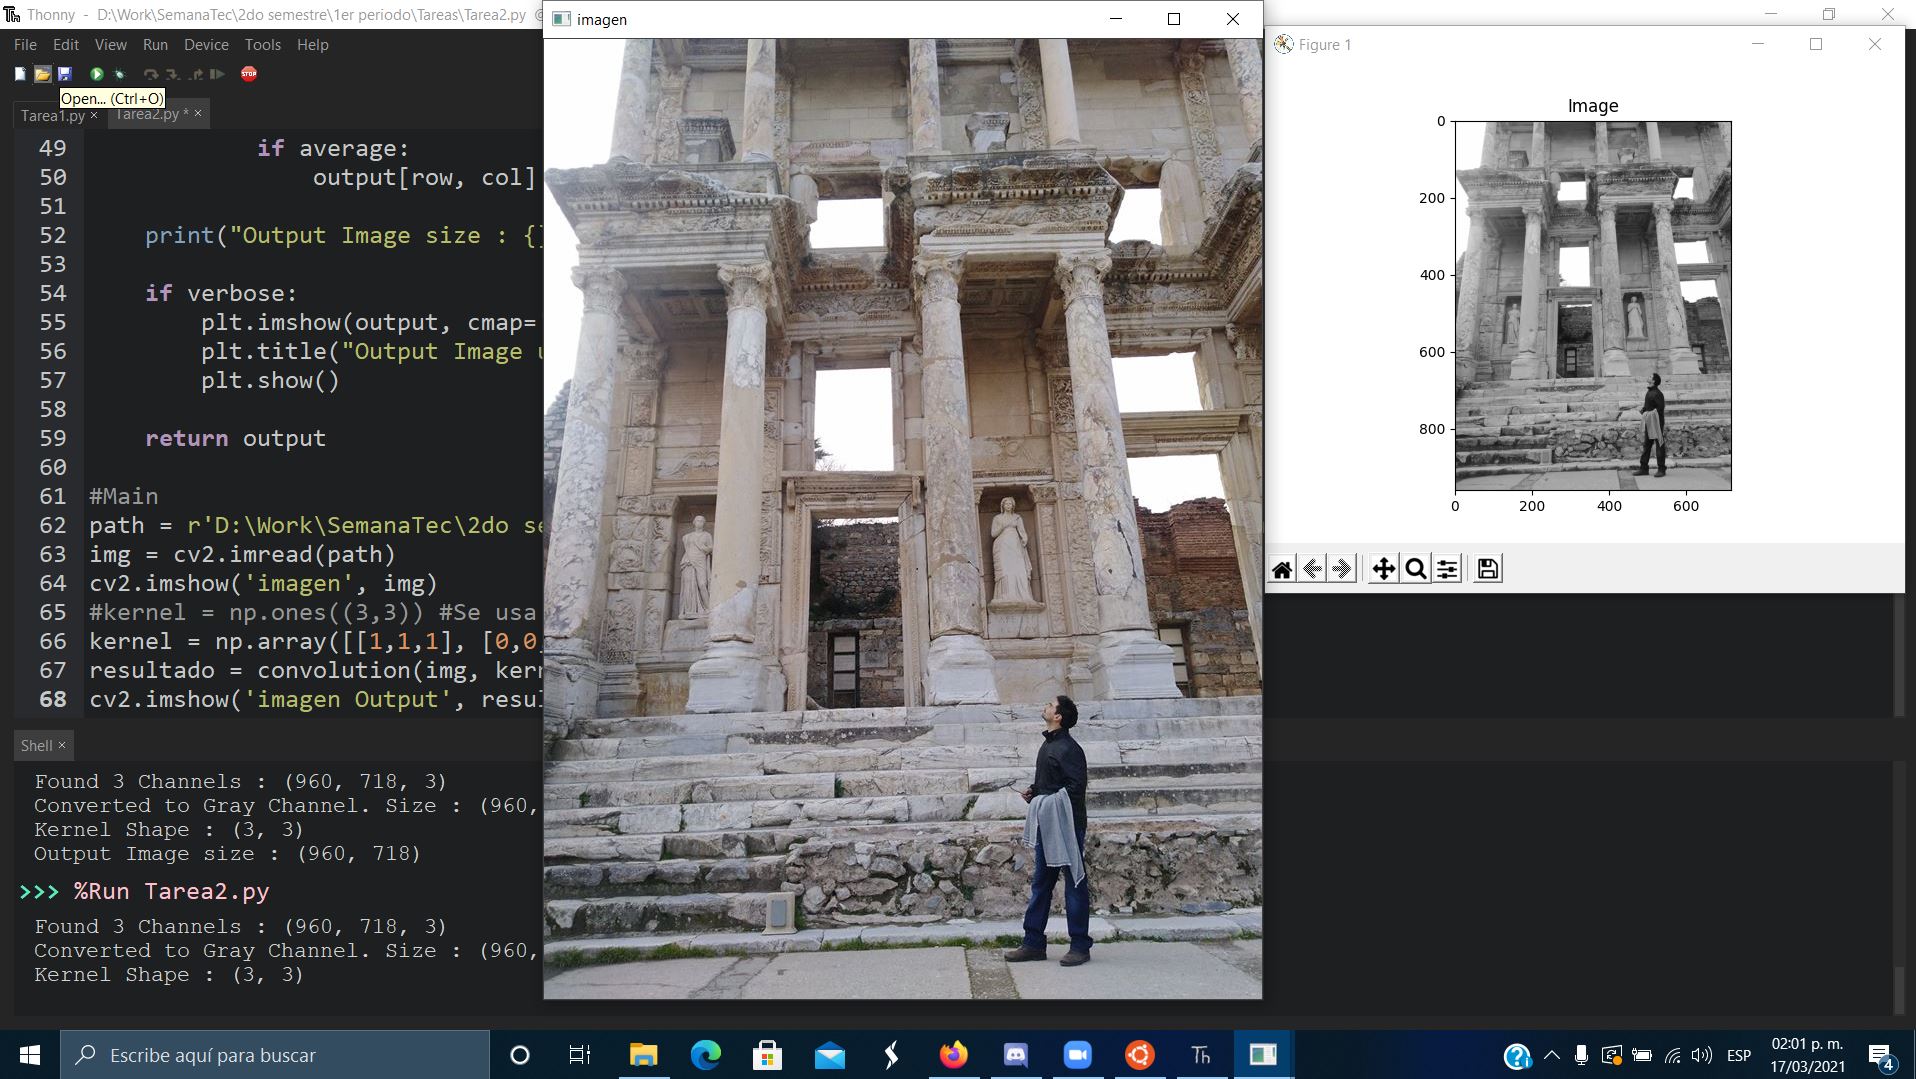 Thonny - D:\Work\SemanaTec\2do semestre\1er periodo\Tareas\Tarea2.py @
File Edit View Run Device Tools Help
STOP
Open... (Ctrl+O)
Tarea1.py × Tarea2.py * ×
49 if average:
50 output[row, col]
51
52 print("Output Image size : {}
53
54 if verbose:
55 plt.imshow(output, cmap='
56 plt.title("Output Image u
57 plt.show()
58
59 return output
60
61 #Main
62 path = r'D:\Work\SemanaTec\2do se
63 img = cv2.imread(path)
64 cv2.imshow('imagen', img)
65 #kernel = np.ones((3,3)) #Se usa
66 kernel = np.array([[1,1,1], [0,0
67 resultado = convolution(img, kern
68 cv2.imshow('imagen Output', resul
Shell ×
Found 3 Channels : (960, 718, 3)
Converted to Gray Channel. Size : (960,
Kernel Shape : (3, 3)
Output Image size : (960, 718)
>>> %Run Tarea2.py
Found 3 Channels : (960, 718, 3)
Converted to Gray Channel. Size : (960,
Kernel Shape : (3, 3)
imagen
Figure 1
Image
0
200
400
600
800
0 200 400 600
Escribe aquí para buscar
Th
ESP
02:01 p. m.
17/03/2021
4